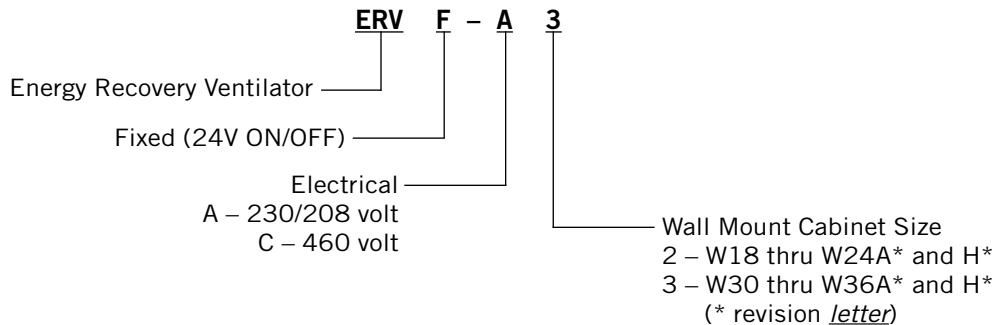 ERV F – A 3
Energy Recovery Ventilator
Fixed (24V ON/OFF)
Electrical
A – 230/208 volt
C – 460 volt
Wall Mount Cabinet Size
2 – W18 thru W24A* and H*
3 – W30 thru W36A* and H*
(* revision letter)